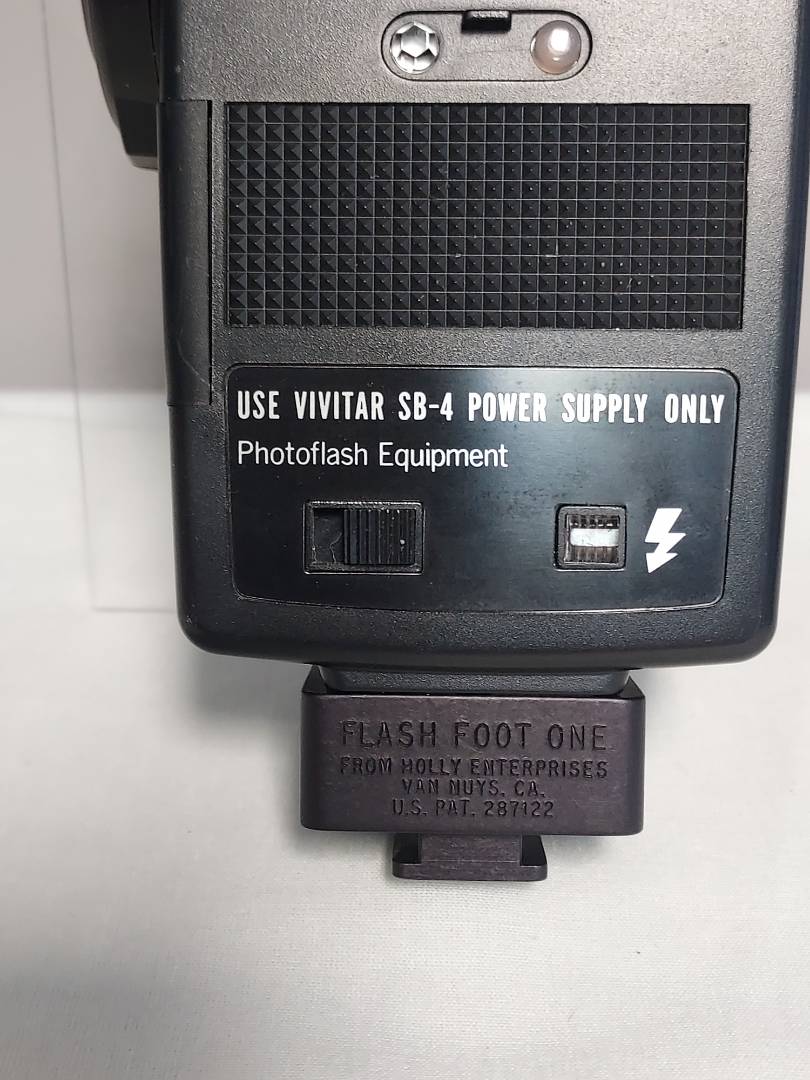 USE VIVITAR SB-4 POWER SUPPLY ONLY
Photoflash Equipment
FLASH FOOT ONE
FROM HOLLY ENTERPRISES
VAN NUYS, CA.
U.S. PAT. 287122